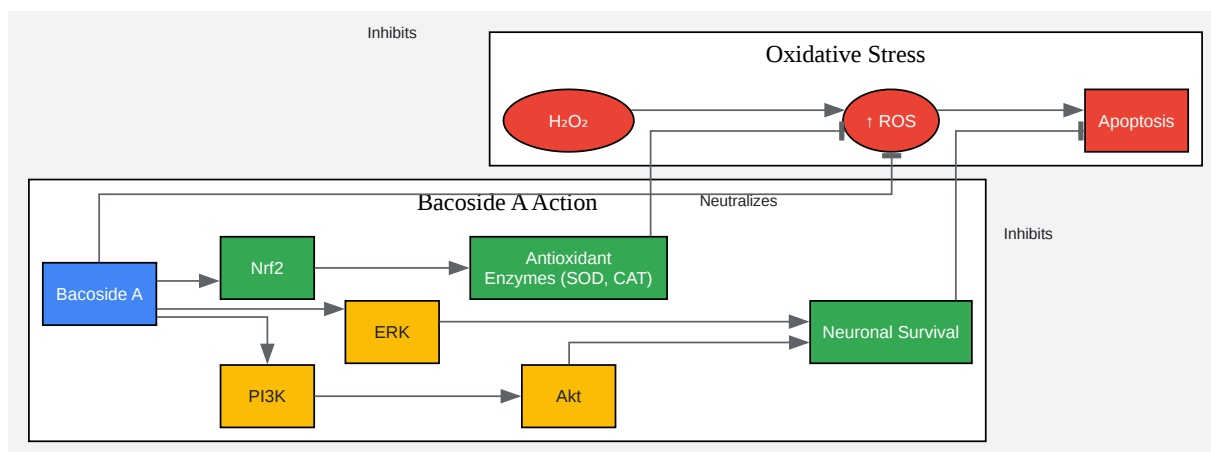 Inhibits
Oxidative Stress
H₂O₂
↑ ROS
Apoptosis
Bacoside A Action
Neutralizes
Inhibits
Nrf2
Antioxidant
Enzymes (SOD, CAT)
Bacoside A
ERK
Neuronal Survival
PI3K
Akt